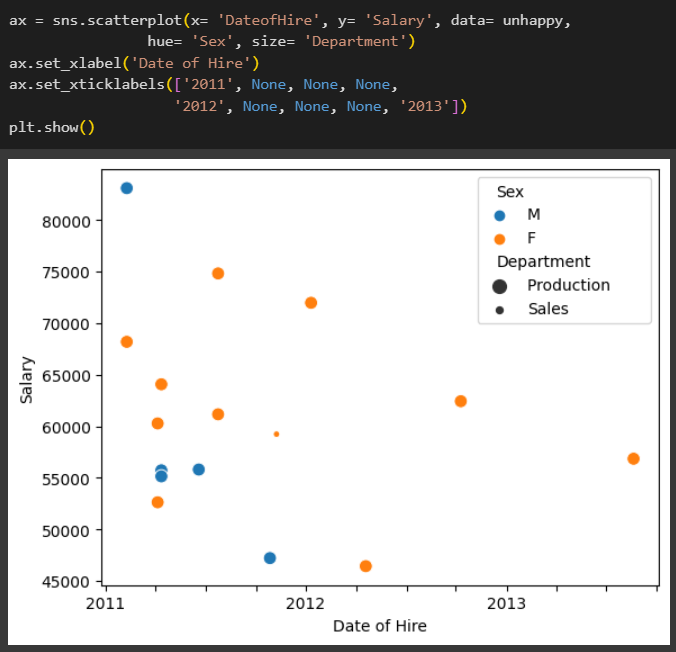 ax = sns.scatterplot(x= 'DateofHire', y= 'Salary', data= unhappy,
hue= 'Sex', size= 'Department')
ax.set_xlabel('Date of Hire')
ax.set_xticklabels(['2011', None, None, None,
'2012', None, None, None, '2013'])
plt.show()
Sex
M
F
Department
Production
Sales
80000
75000
70000
65000
60000
55000
50000
45000
Salary
2011 2012 2013
Date of Hire